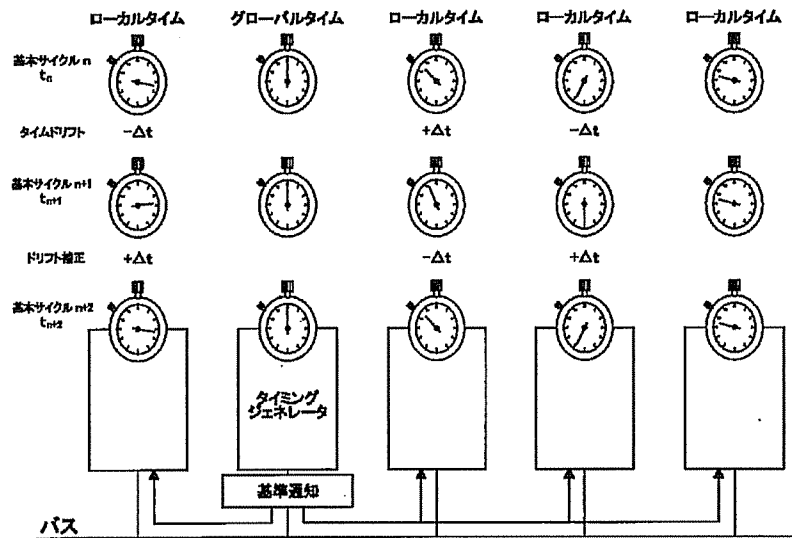 ローカルタイム グローバルタイム ローカルタイム ローカルタイム ローカルタイム
基本サイクル n
tn
タイムドリフト -Δt +Δt -Δt
基本サイクル n+1
tn+1
ドリフト補正 +Δt -Δt +Δt
基本サイクル n+2
tn+2
タイミング
ジェネレータ
基準通知
バス